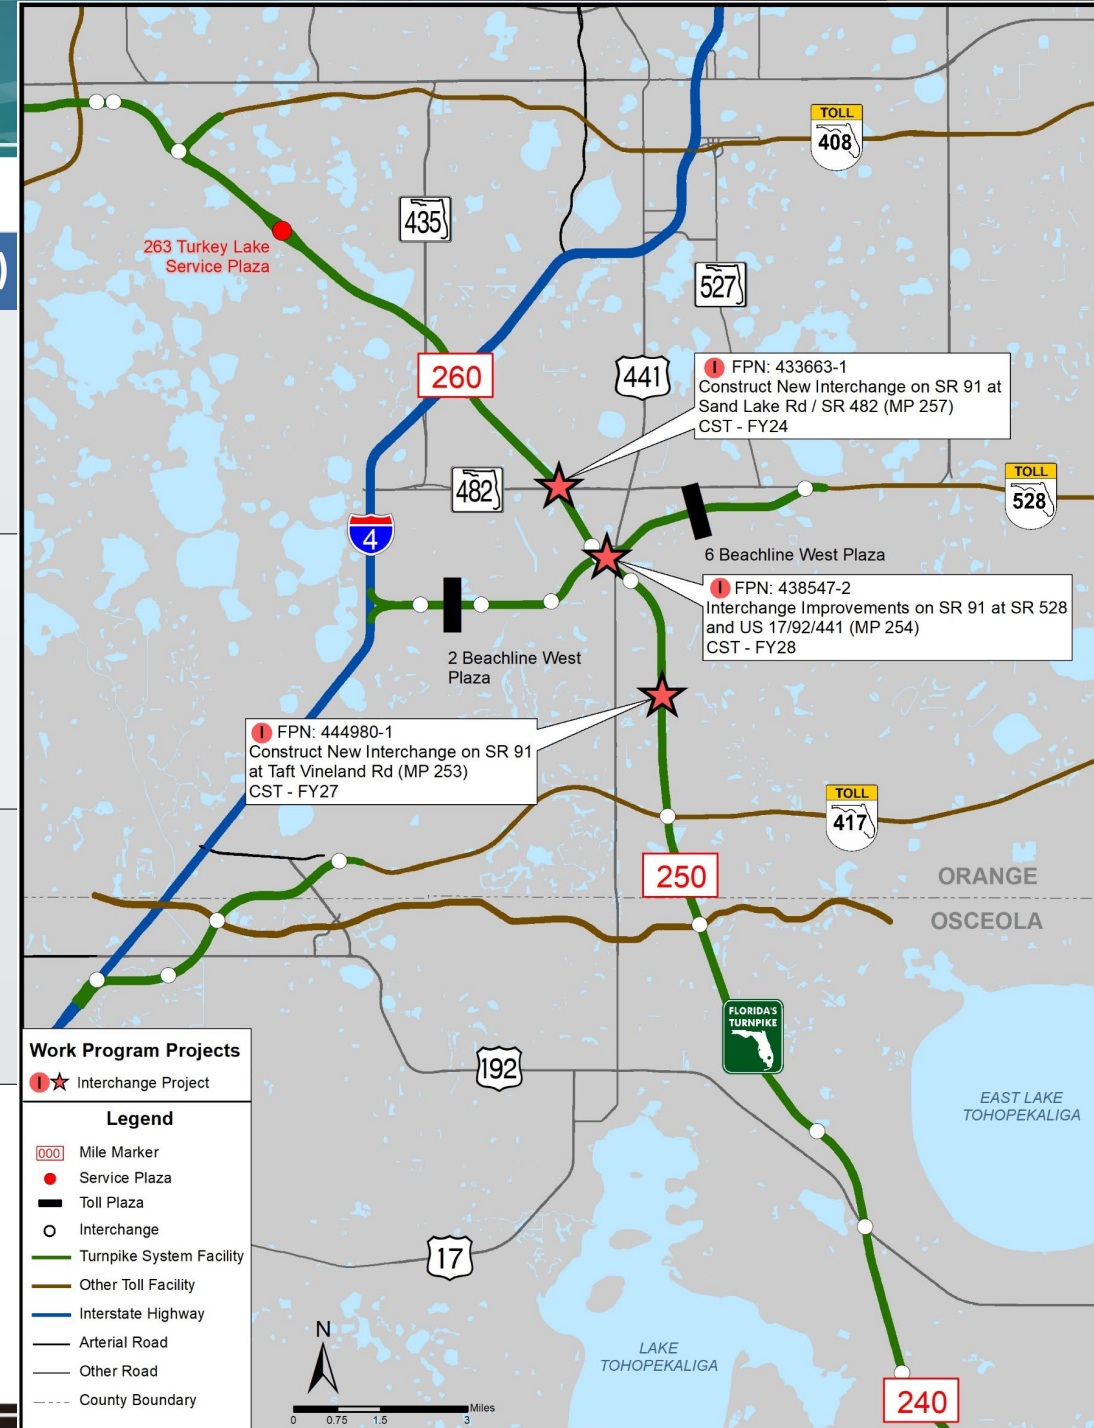 )
TOLL
408
435
263 Turkey Lake
Service Plaza
527
260
441
I FPN: 433663-1
Construct New Interchange on SR 91 at
Sand Lake Rd / SR 482 (MP 257)
CST - FY24
482
TOLL
528
4
6 Beachline West Plaza
I FPN: 438547-2
Interchange Improvements on SR 91 at SR 528
and US 17/92/441 (MP 254)
CST - FY28
2 Beachline West
Plaza
I FPN: 444980-1
Construct New Interchange on SR 91
at Taft Vineland Rd (MP 253)
CST - FY27
TOLL
417
250
ORANGE
OSCEOLA
FLORIDA'S
TURNPIKE
192
EAST LAKE
TOHOPEKALIGA
17
LAKE
TOHOPEKALIGA
240
Work Program Projects
I Interchange Project
Legend
000 Mile Marker
Service Plaza
Toll Plaza
Interchange
Turnpike System Facility
Other Toll Facility
Interstate Highway
Arterial Road
Other Road
County Boundary
N
Miles
0 0.75 1.5 3